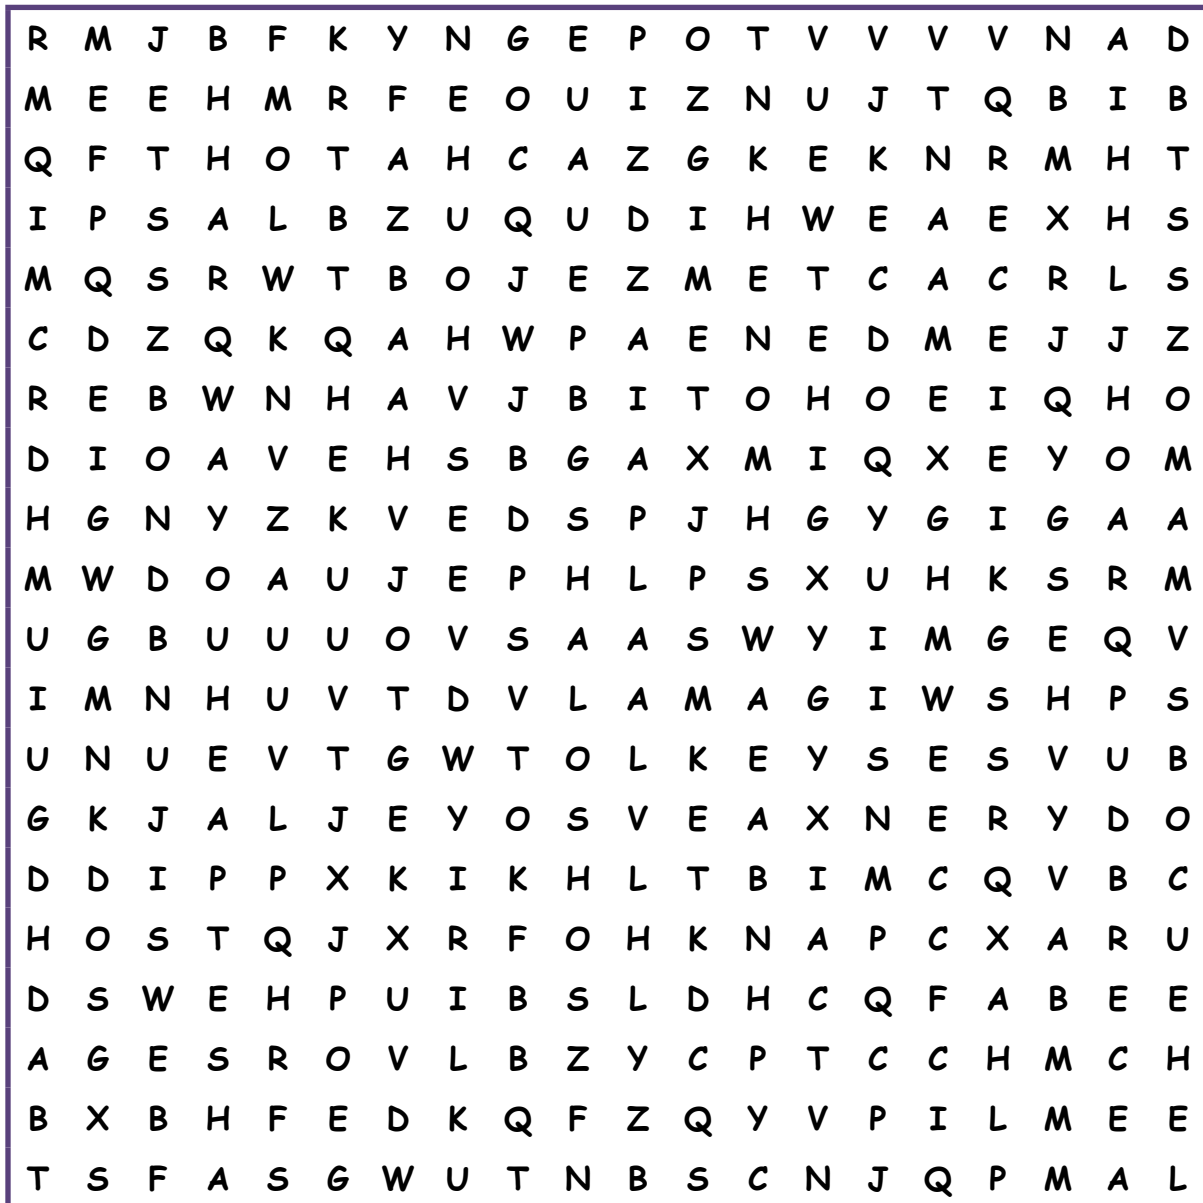 R M J B F K Y N G E P O T V V V V N A D
M E E H M R F E O U I Z N U J T Q B I B
Q F T H O T A H C A Z G K E K N R M H T
I P S A L B Z U Q U D I H W E A E X H S
M Q S R W T B O J E Z M E T C A C R L S
C D Z Q K Q A H W P A E N E D M E J J Z
R E B W N H A V J B I T O H O E I Q H O
D I O A V E H S B G A X M I Q X E Y O M
H G N Y Z K V E D S P J H G Y G I G A A
M W D O A U J E P H L P S X U H K S R M
U G B U U U O V S A A S W Y I M G E Q V
I M N H U V T D V L A M A G I W S H P S
U N U E V T G W T O L K E Y S E S V U B
G K J A L J E Y O S V E A X N E R Y D O
D D I P P X K I K H L T B I M C Q V B C
H O S T Q J X R F O H K N A P C X A R U
D S W E H P U I B S L D H C Q F A B E E
A G E S R O V L B Z Y C P T C C H M C H
B X B H F E D K Q F Z Q Y V P I L M E E
T S F A S G W U T N B S C N J Q P M A L